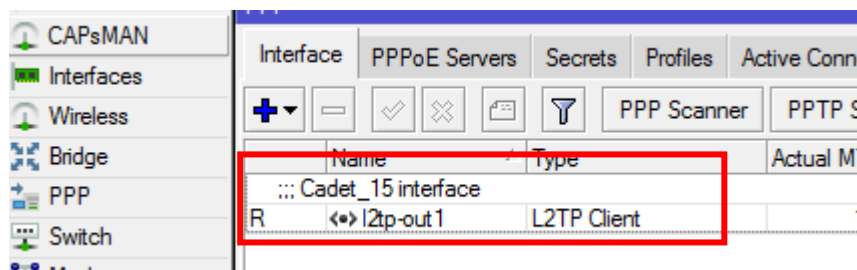 CAPsMAN
Interfaces
Wireless
Bridge
PPP
Switch
Interface PPPoE Servers Secrets Profiles Active Conn
PPP Scanner PPTP S
Name Type Actual M
;;; Cadet_15 interface
R l2tp-out1 L2TP Client